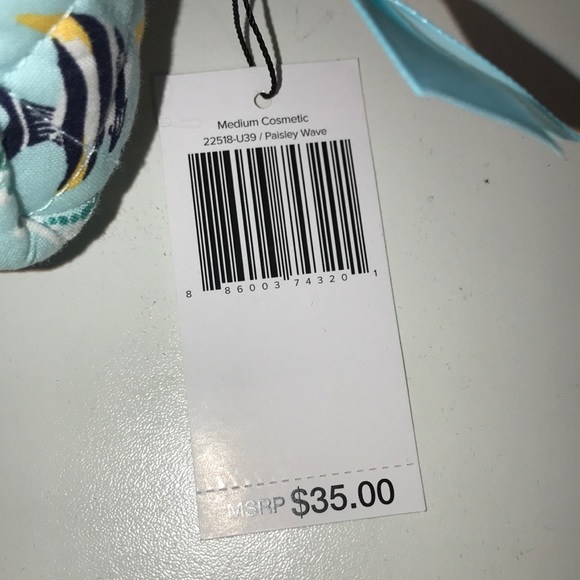 Medium Cosmetic
22518-U39 / Paisley Wave
8 86003 74320 1
MSRP $35.00